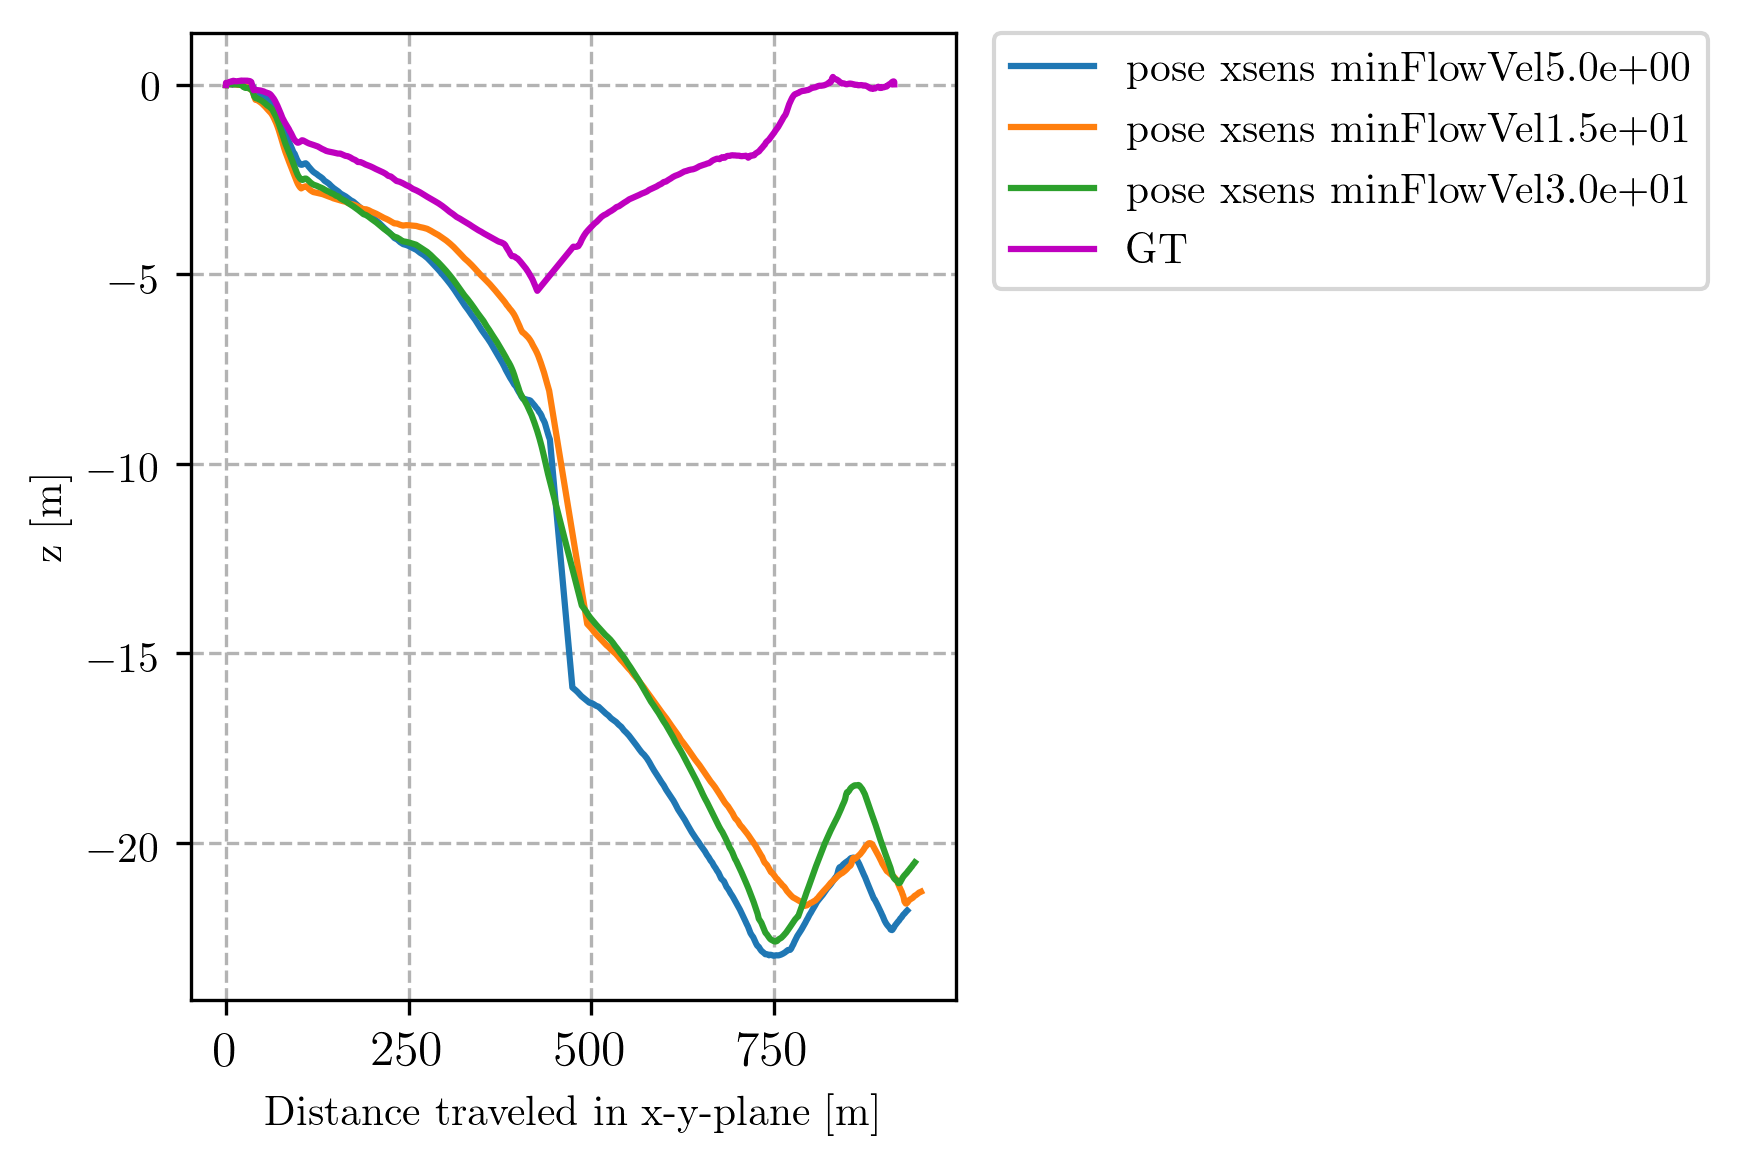 0
−5
−10
−15
−20
z [m]
0 250 500 750
Distance traveled in x-y-plane [m]
pose xsens minFlowVel5.0e+00
pose xsens minFlowVel1.5e+01
pose xsens minFlowVel3.0e+01
GT